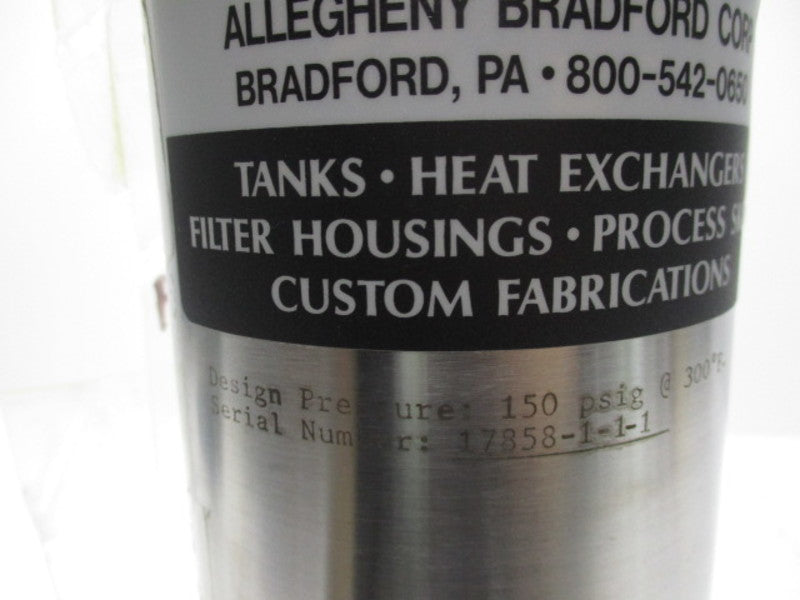 ALLEGHENY BRADFORD CORP
BRADFORD, PA • 800-542-0650
TANKS • HEAT EXCHANGERS
FILTER HOUSINGS • PROCESS
CUSTOM FABRICATIONS
Design Pressure: 150 psig @ 300°F.
Serial Number: 17858-1-1-1